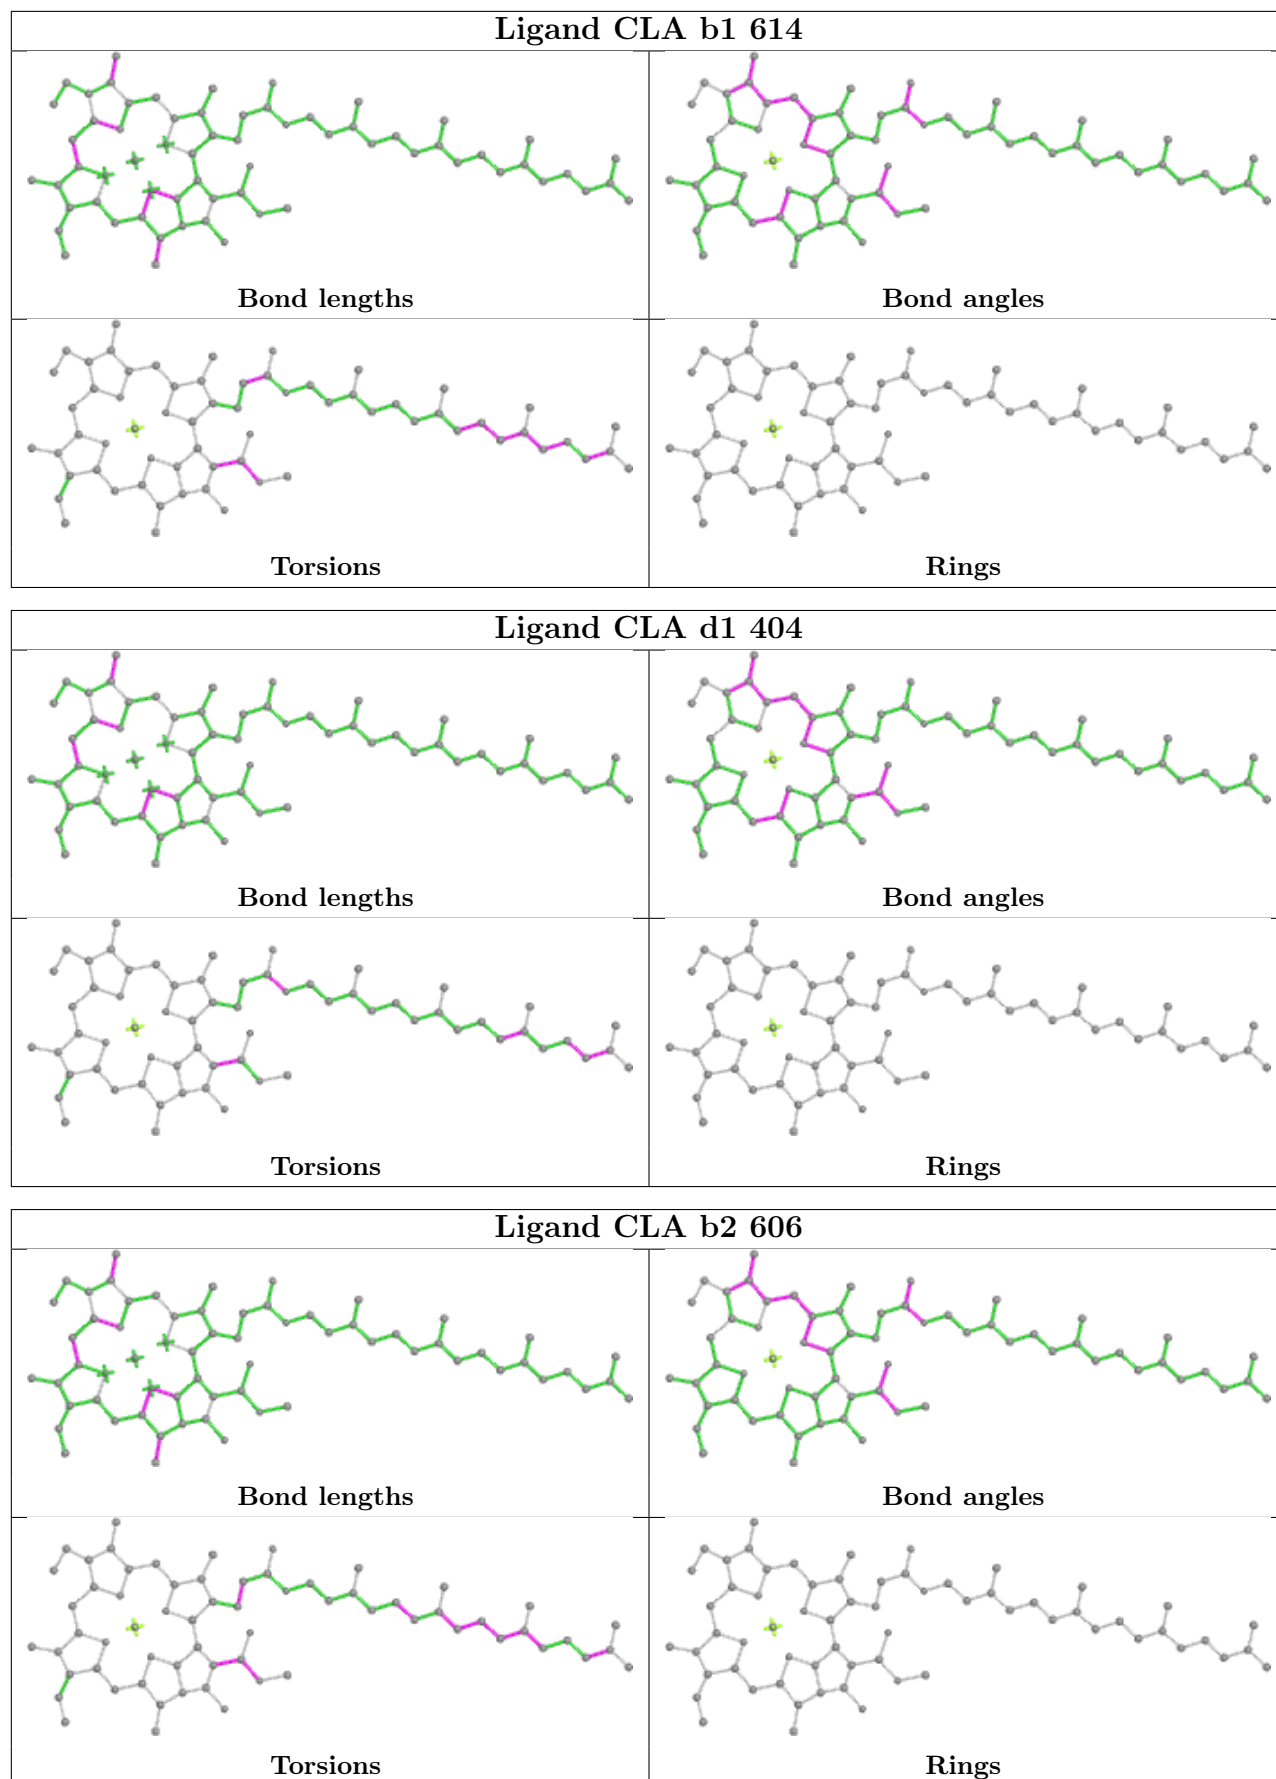 Ligand CLA b1 614
Bond lengths
Bond angles
Torsions
Rings
Ligand CLA d1 404
Bond lengths
Bond angles
Torsions
Rings
Ligand CLA b2 606
Bond lengths
Bond angles
Torsions
Rings